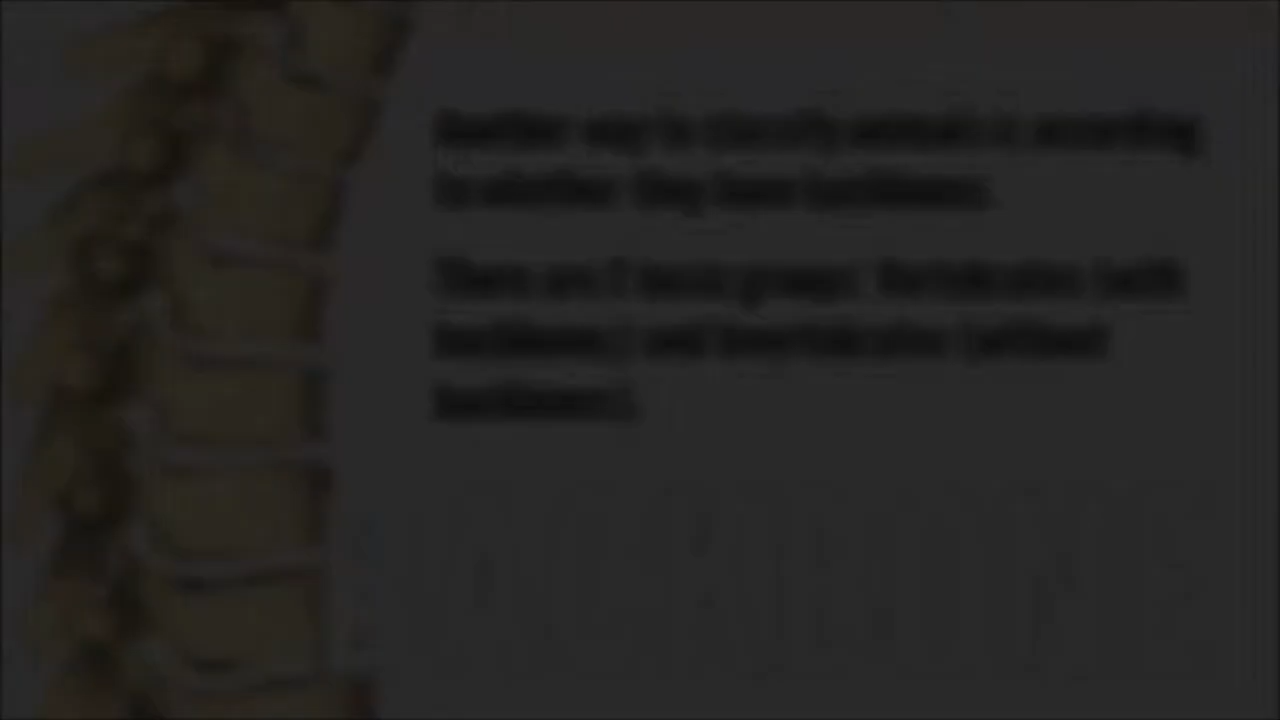 Another way to classify animals is according
to whether they have backbones.
There are 2 basic groups: Vertebrates (with
backbones) and Invertebrates (without
backbones).